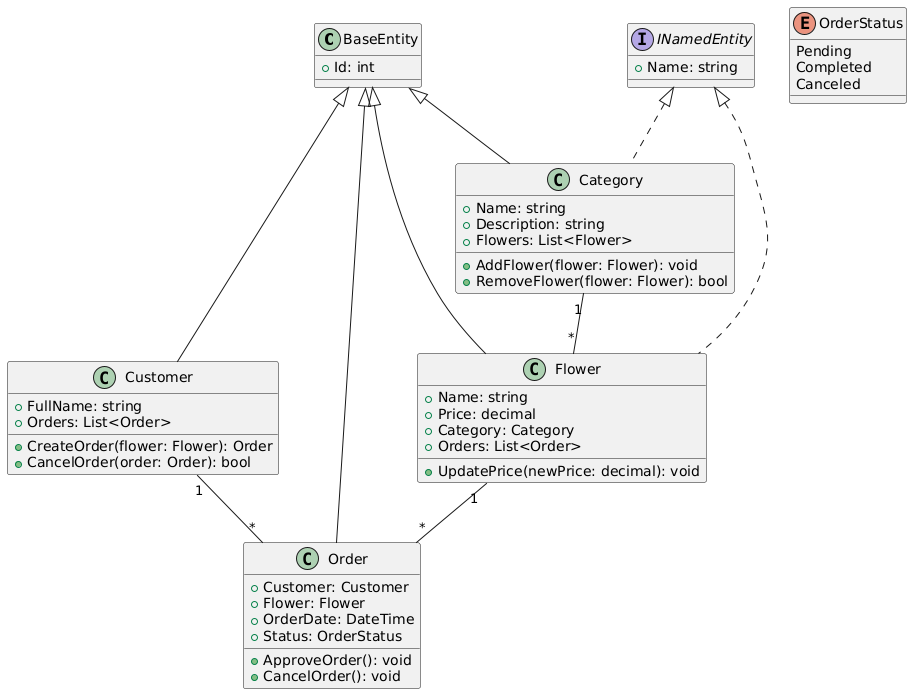 C BaseEntity
Id: int
I INamedEntity
Name: string
E OrderStatus
Pending
Completed
Canceled
C Category
Name: string
Description: string
Flowers: List<Flower>
AddFlower(flower: Flower): void
RemoveFlower(flower: Flower): bool
1
*
C Customer
FullName: string
Orders: List<Order>
CreateOrder(flower: Flower): Order
CancelOrder(order: Order): bool
C Flower
Name: string
Price: decimal
Category: Category
Orders: List<Order>
UpdatePrice(newPrice: decimal): void
1
*
1
*
C Order
Customer: Customer
Flower: Flower
OrderDate: DateTime
Status: OrderStatus
ApproveOrder(): void
CancelOrder(): void